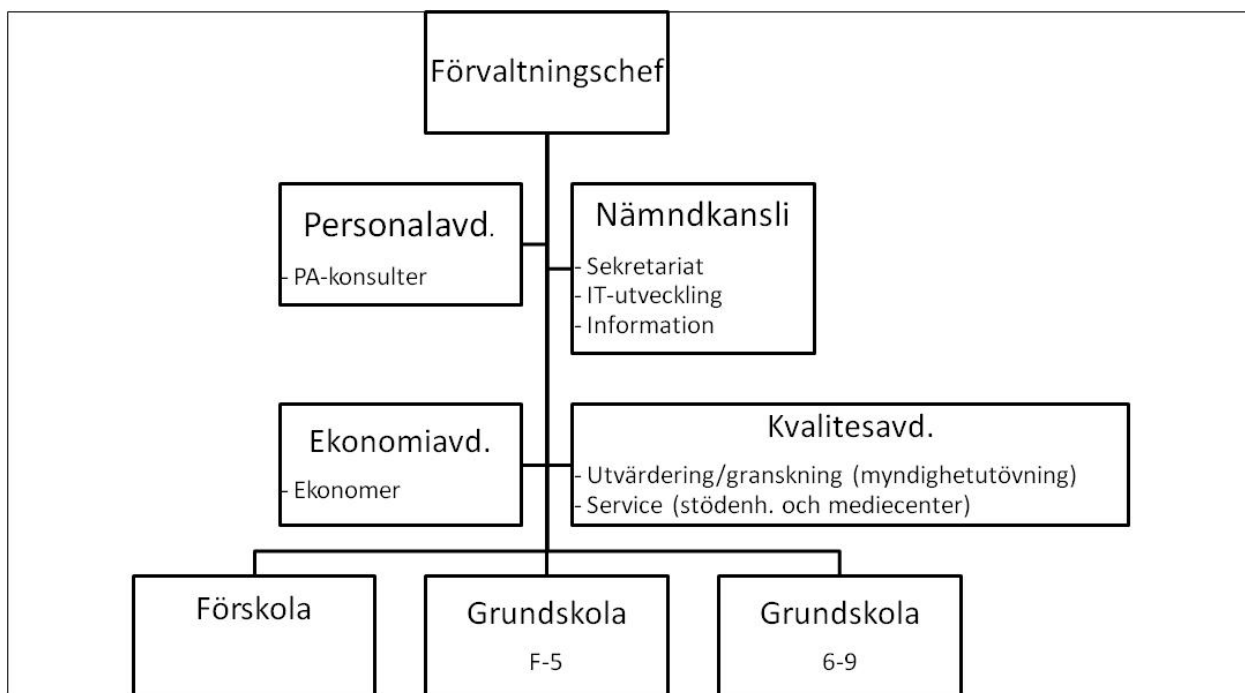 Förvaltningschef
Personalavd.
- PA-konsulter
Nämndkansli
- Sekretariat
- IT-utveckling
- Information
Ekonomiavd.
- Ekonomer
Kvalitesavd.
- Utvärdering/granskning (myndighetutövning)
- Service (stödenh. och mediecenter)
Förskola
Grundskola
F-5
Grundskola
6-9